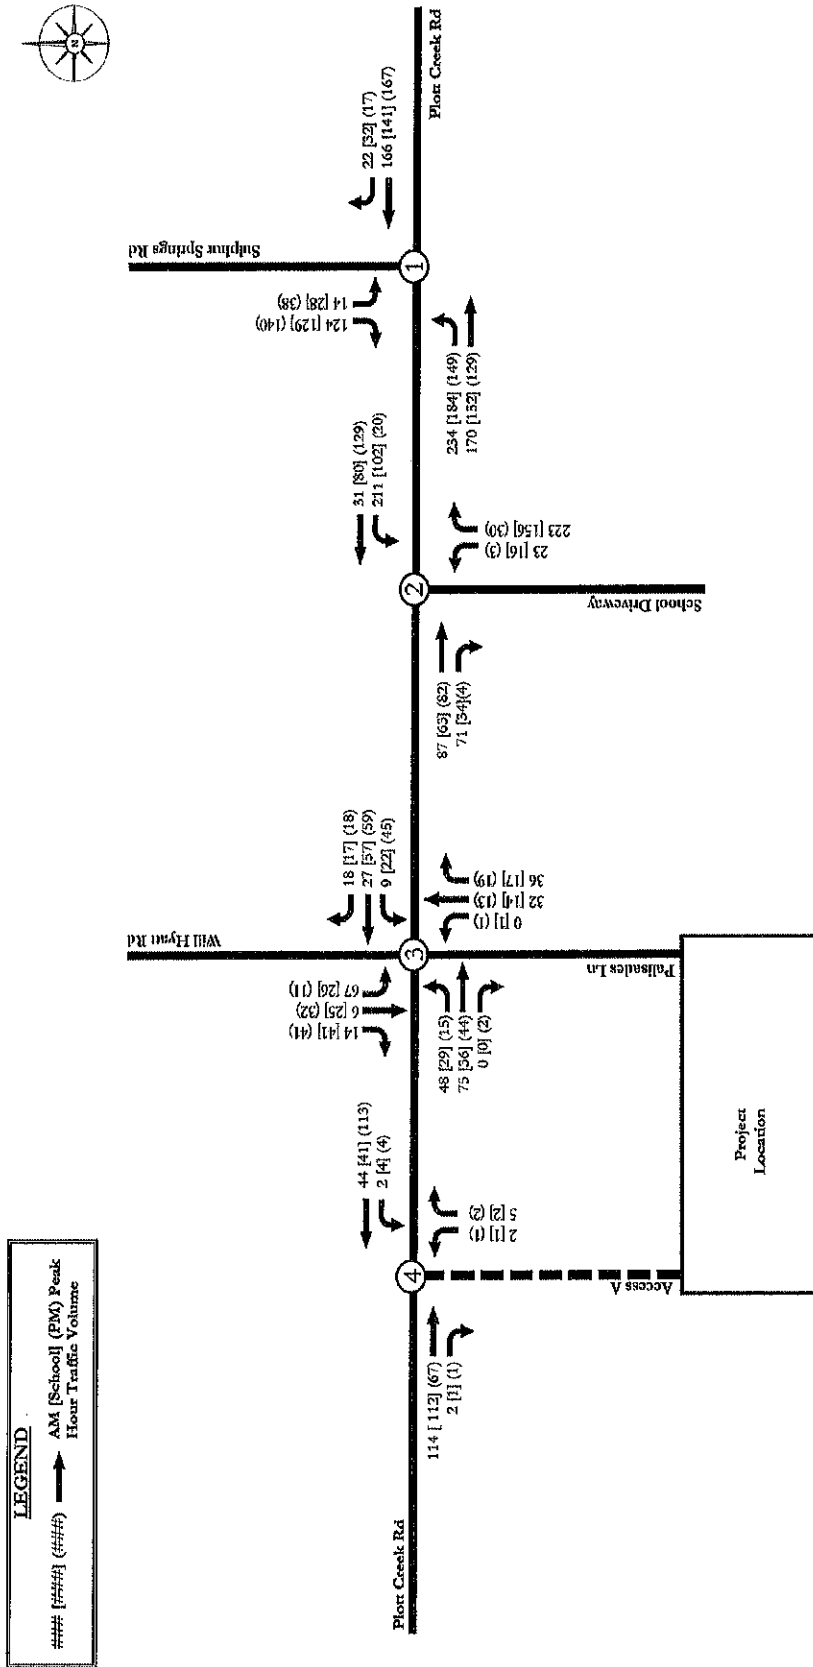 N
LEGEND
### [####] (###) AM [School] (PM) Peak
Hour Traffic Volume
Plott Creek Rd
Sulphur Springs Rd
22 [32] (17)
166 [141] (167)
14 [28] (38)
124 [129] (140)
1
234 [184] (149)
170 [132] (129)
31 [80] (129)
211 [102] (20)
2
223 [156] (30)
23 [16] (3)
School Driveway
87 [63] (82)
71 [34](4)
Will Hyatt Rd
18 [17] (18)
27 [57] (59)
9 [22] (45)
67 [26] (11)
6 [25] (32)
14 [41] (41)
3
36 [17] (19)
32 [14] (13)
0 [1] (1)
Palisades Ln
48 [29] (15)
75 [56] (44)
0 [0] (2)
44 [41] (113)
2 [4] (4)
4
5 [2] (2)
2 [1] (1)
Access A
114 [ 112] (67)
2 [1] (1)
Plott Creek Rd
Project
Location